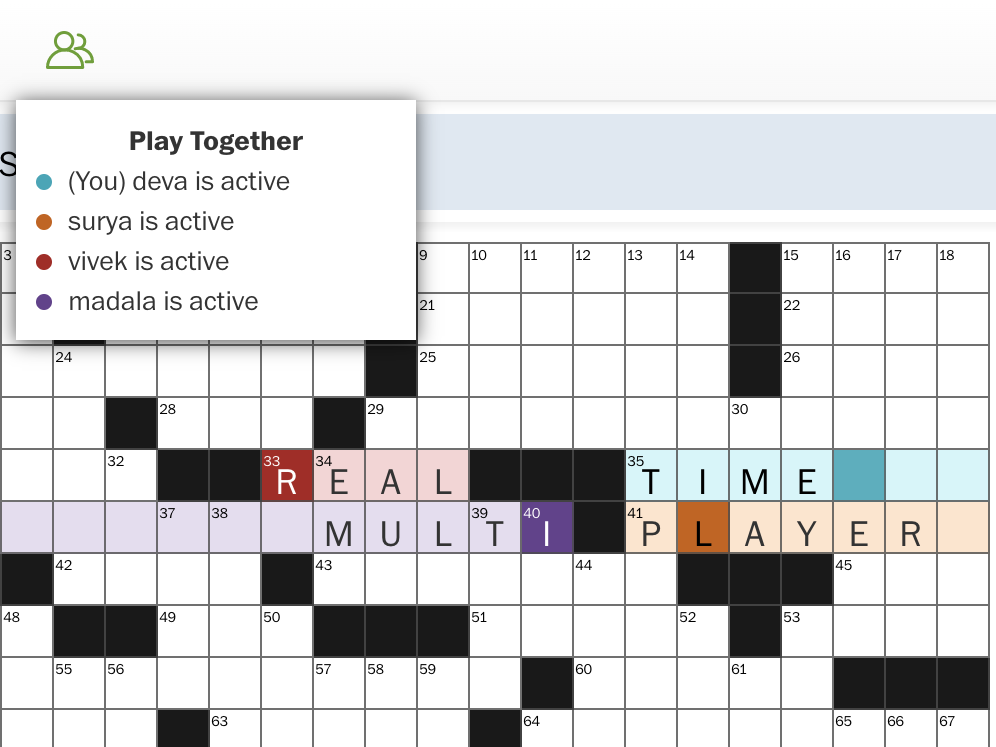 Play Together
S
(You) deva is active
surya is active
vivek is active
madala is active
3 9 10 11 12 13 14 15 16 17 18
21 22
24 25 26
28 29 30
32 33 34 35
R E A L T I M E
37 38 39 40 41
M U L T I P L A Y E R
42 43 44 45
48 49 50 51 52 53
55 56 57 58 59 60 61
63 64 65 66 67